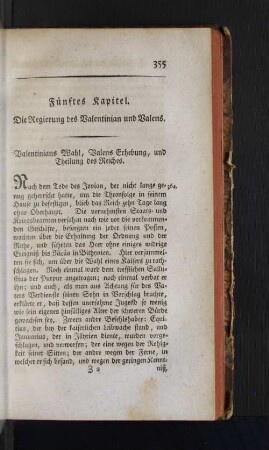 355
Fünftes Kapitel.
Die Regierung des Valentinian und Valens.
Valentinians Wahl, Valens Erhebung, und
Theilung des Reiches.
Nach dem Tode des Jovian, der nicht lange ge- 364.
nug geherrscht hatte, um die Thronfolge in seinem
Hause zu befestigen, blieb das Reich zehn Tage lang
ohne Oberhaupt. Die vornehmsten Staats- und
Kriegsbeamten versahen nach wie vor die vorkommen-
den Geschäfte, besorgten ein jeder seinen Posten,
wachten über die Erhaltung der Ordnung und der
Ruhe, und führten das Heer ohne einiges widrige
Ereigniß bis Nicäa in Bithynien. Hier versammel-
ten sie sich, um über die Wahl eines Kaisers zu rath-
schlagen. Noch einmal ward dem trefflichen Sallu-
stius der Purpur angetragen; noch einmal schlug er
ihn aus, und als man aus Achtung für des Va-
ters Verdienste seinen Sohn in Vorschlag brachte,
erklärte er, daß dessen unerfahrne Jugend so wenig
wie sein eigenes hinfälliges Alter der schweren Bürde
gewachsen sey. Zween andre Befehlshaber: Equi-
tius, der bey der kaiserlichen Leibwache stand, und
Januarius, der in Illyrien diente, wurden vorge-
schlagen, und verworfen; der eine wegen der Rohig-
keit seiner Sitten, der andre wegen der Ferne, in
welcher er sich befand, und wegen der geringen Kennt-
Z 2 niß,